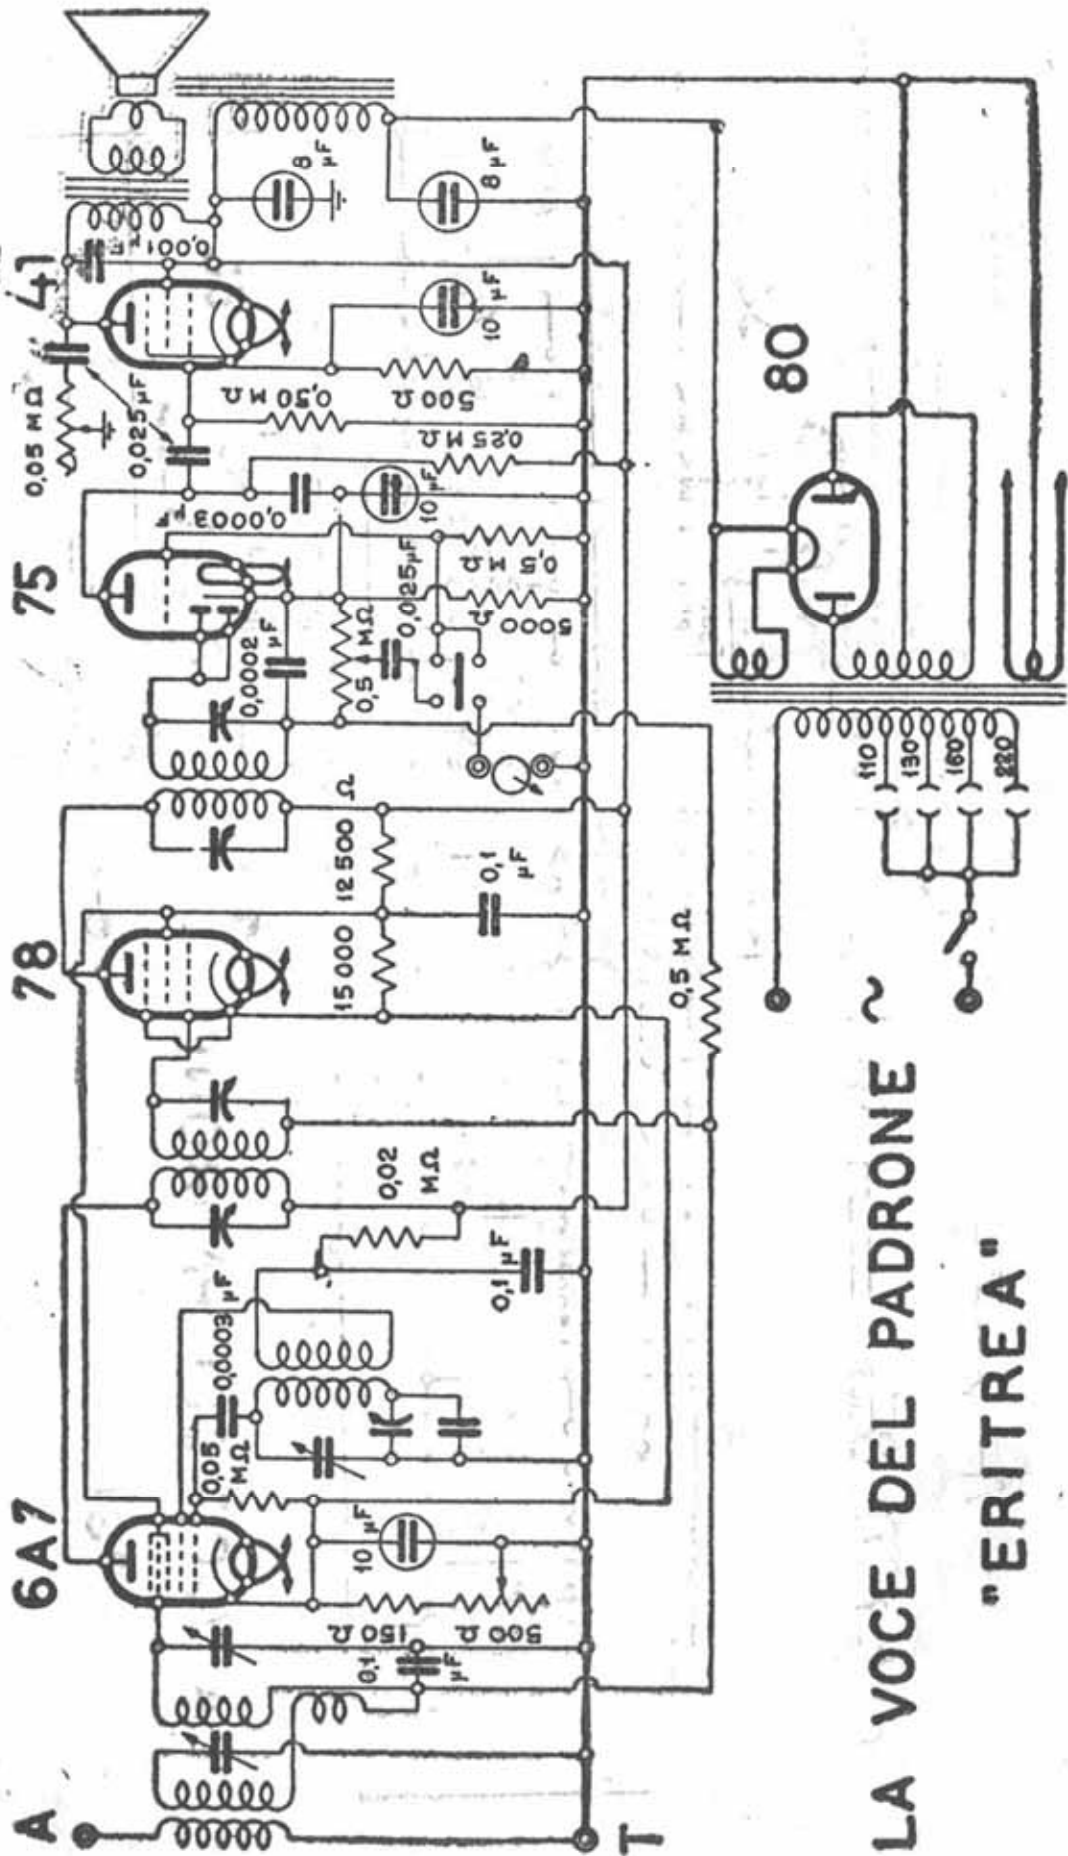 A
6A7
78
75
41
0,05 MΩ
0,025 µF
0,001 µF
8 µF
8 µF
10 µF
0,50 MΩ
500 Ω
0,25 MΩ
0,0003 µF
10 µF
0,5 MΩ
5000 Ω
0,025 µF
0,5 MΩ
0,0002 µF
12500 Ω
15000
0,1 µF
0,02 MΩ
0,1 µF
0,0003 µF
0,05 MΩ
10 µF
150 Ω
500 Ω
0,1 µF
T
0,5 MΩ
80
110
130
160
220
LA VOCE DEL PADRONE ~
"ERITREA"